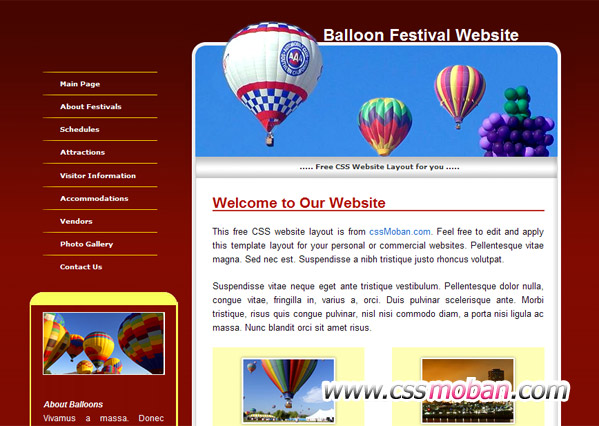 Balloon Festival Website
AAA
Main Page
About Festivals
Schedules
Attractions
Visitor Information
Accommodations
Vendors
Photo Gallery
Contact Us
..... Free CSS Website Layout for you .....
Welcome to Our Website
This free CSS website layout is from cssMoban.com. Feel free to edit and apply
this template layout for your personal or commercial websites. Pellentesque vitae
magna. Sed nec est. Suspendisse a nibh tristique justo rhoncus volutpat.
Suspendisse vitae neque eget ante tristique vestibulum. Pellentesque dolor nulla,
congue vitae, fringilla in, varius a, orci. Duis pulvinar scelerisque ante. Morbi
tristique, risus quis congue pulvinar, nisl nisi commodo diam, a porta nisi ligula ac
massa. Nunc blandit orci sit amet risus.
About Balloons
Vivamus a massa. Donec
www.cssmoban.com